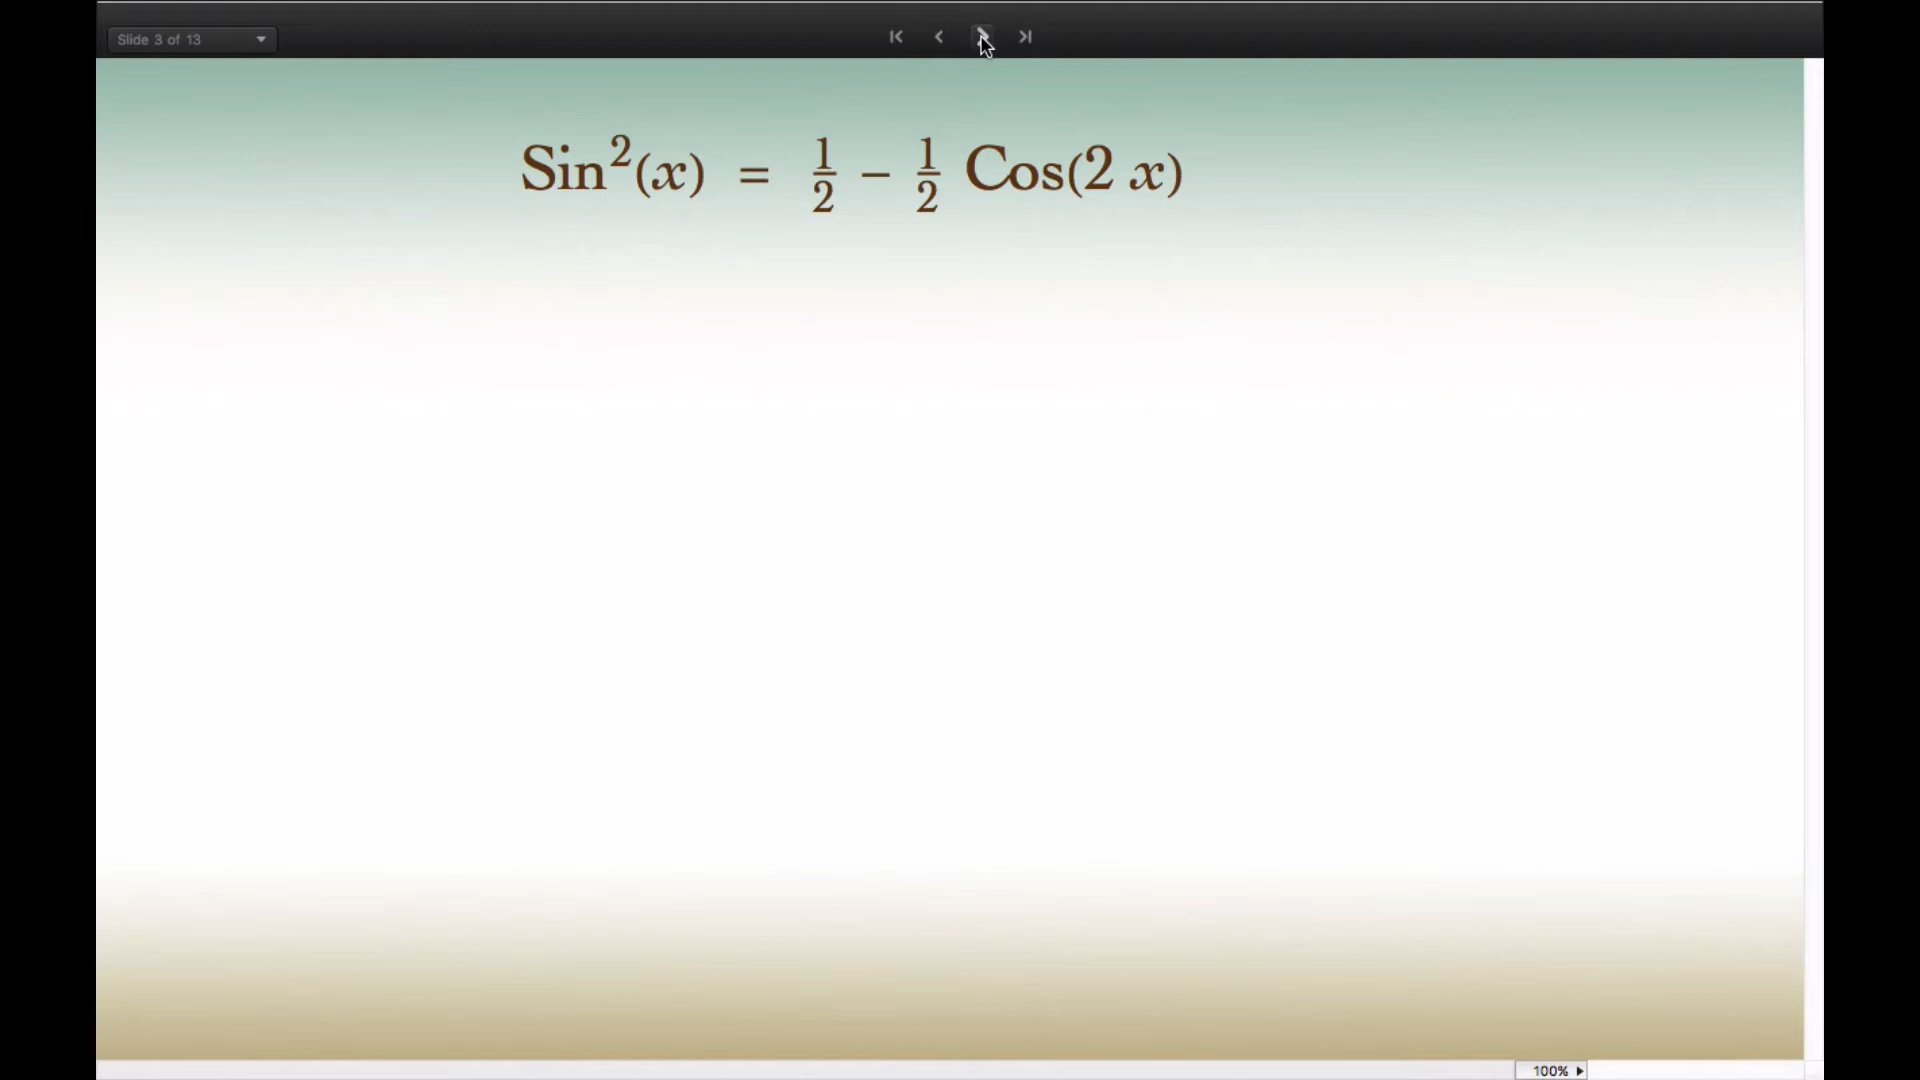 Slide 3 of 13
Sin²(x) = 1/2 − 1/2 Cos(2 x)
100%